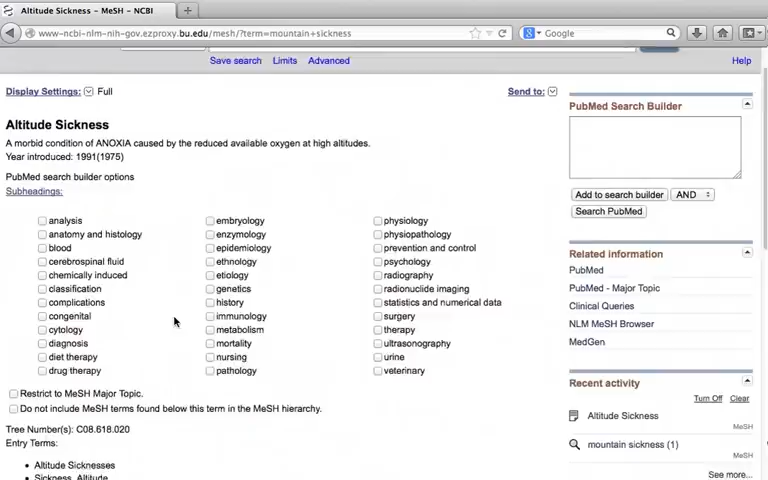 Altitude Sickness – MeSH – NCBI
www-ncbi-nlm-nih-gov.ezproxy.bu.edu/mesh/?term=mountain+sickness
Google
Save search Limits Advanced Help
Display Settings: Full Send to:
Altitude Sickness
A morbid condition of ANOXIA caused by the reduced available oxygen at high altitudes.
Year introduced: 1991(1975)
PubMed search builder options
Subheadings:
analysis embryology physiology
anatomy and histology enzymology physiopathology
blood epidemiology prevention and control
cerebrospinal fluid ethnology psychology
chemically induced etiology radiography
classification genetics radionuclide imaging
complications history statistics and numerical data
congenital immunology surgery
cytology metabolism therapy
diagnosis mortality ultrasonography
diet therapy nursing urine
drug therapy pathology veterinary
Restrict to MeSH Major Topic.
Do not include MeSH terms found below this term in the MeSH hierarchy.
Tree Number(s): C08.618.020
Entry Terms:
Altitude Sicknesses
Sickness, Altitude
PubMed Search Builder
Add to search builder AND
Search PubMed
Related information
PubMed
PubMed - Major Topic
Clinical Queries
NLM MeSH Browser
MedGen
Recent activity
Turn Off Clear
Altitude Sickness
MeSH
mountain sickness (1)
MeSH
See more...